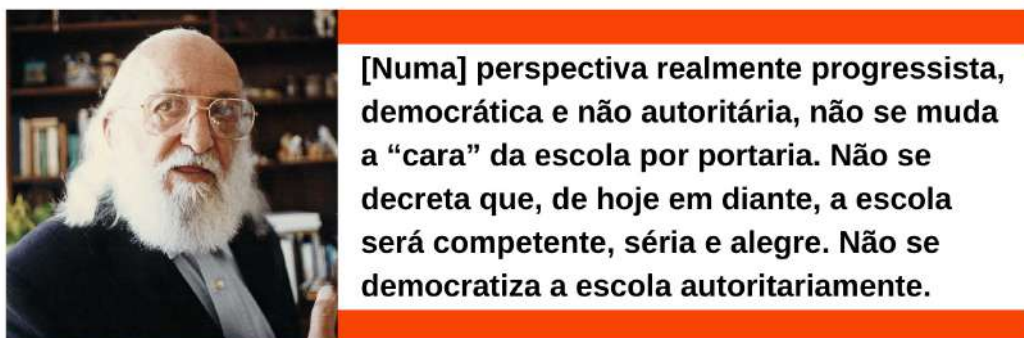 [Numa] perspectiva realmente progressista,
democrática e não autoritária, não se muda
a “cara” da escola por portaria. Não se
decreta que, de hoje em diante, a escola
será competente, séria e alegre. Não se
democratiza a escola autoritariamente.